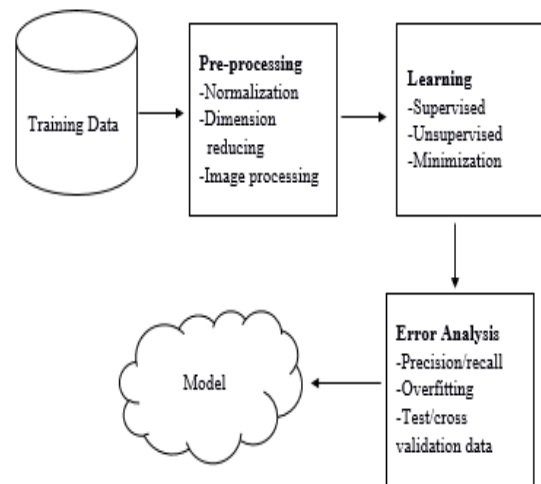 Training Data
Pre-processing
-Normalization
-Dimension
reducing
-Image processing
Learning
-Supervised
-Unsupervised
-Minimization
Error Analysis
-Precision/recall
-Overfitting
-Test/cross
validation data
Model